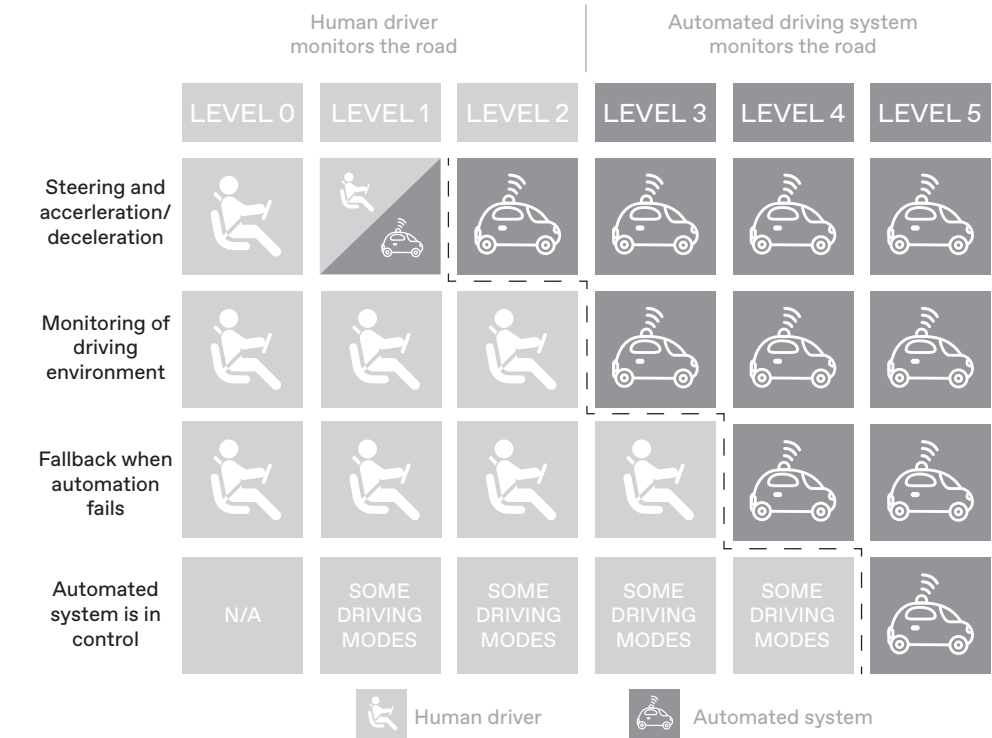 Human driver
monitors the road
Automated driving system
monitors the road
LEVEL 0
LEVEL 1
LEVEL 2
LEVEL 3
LEVEL 4
LEVEL 5
Steering and
accerleration/
deceleration
Monitoring of
driving
environment
Fallback when
automation
fails
Automated
system is in
control
N/A
SOME
DRIVING
MODES
SOME
DRIVING
MODES
SOME
DRIVING
MODES
SOME
DRIVING
MODES
Human driver
Automated system